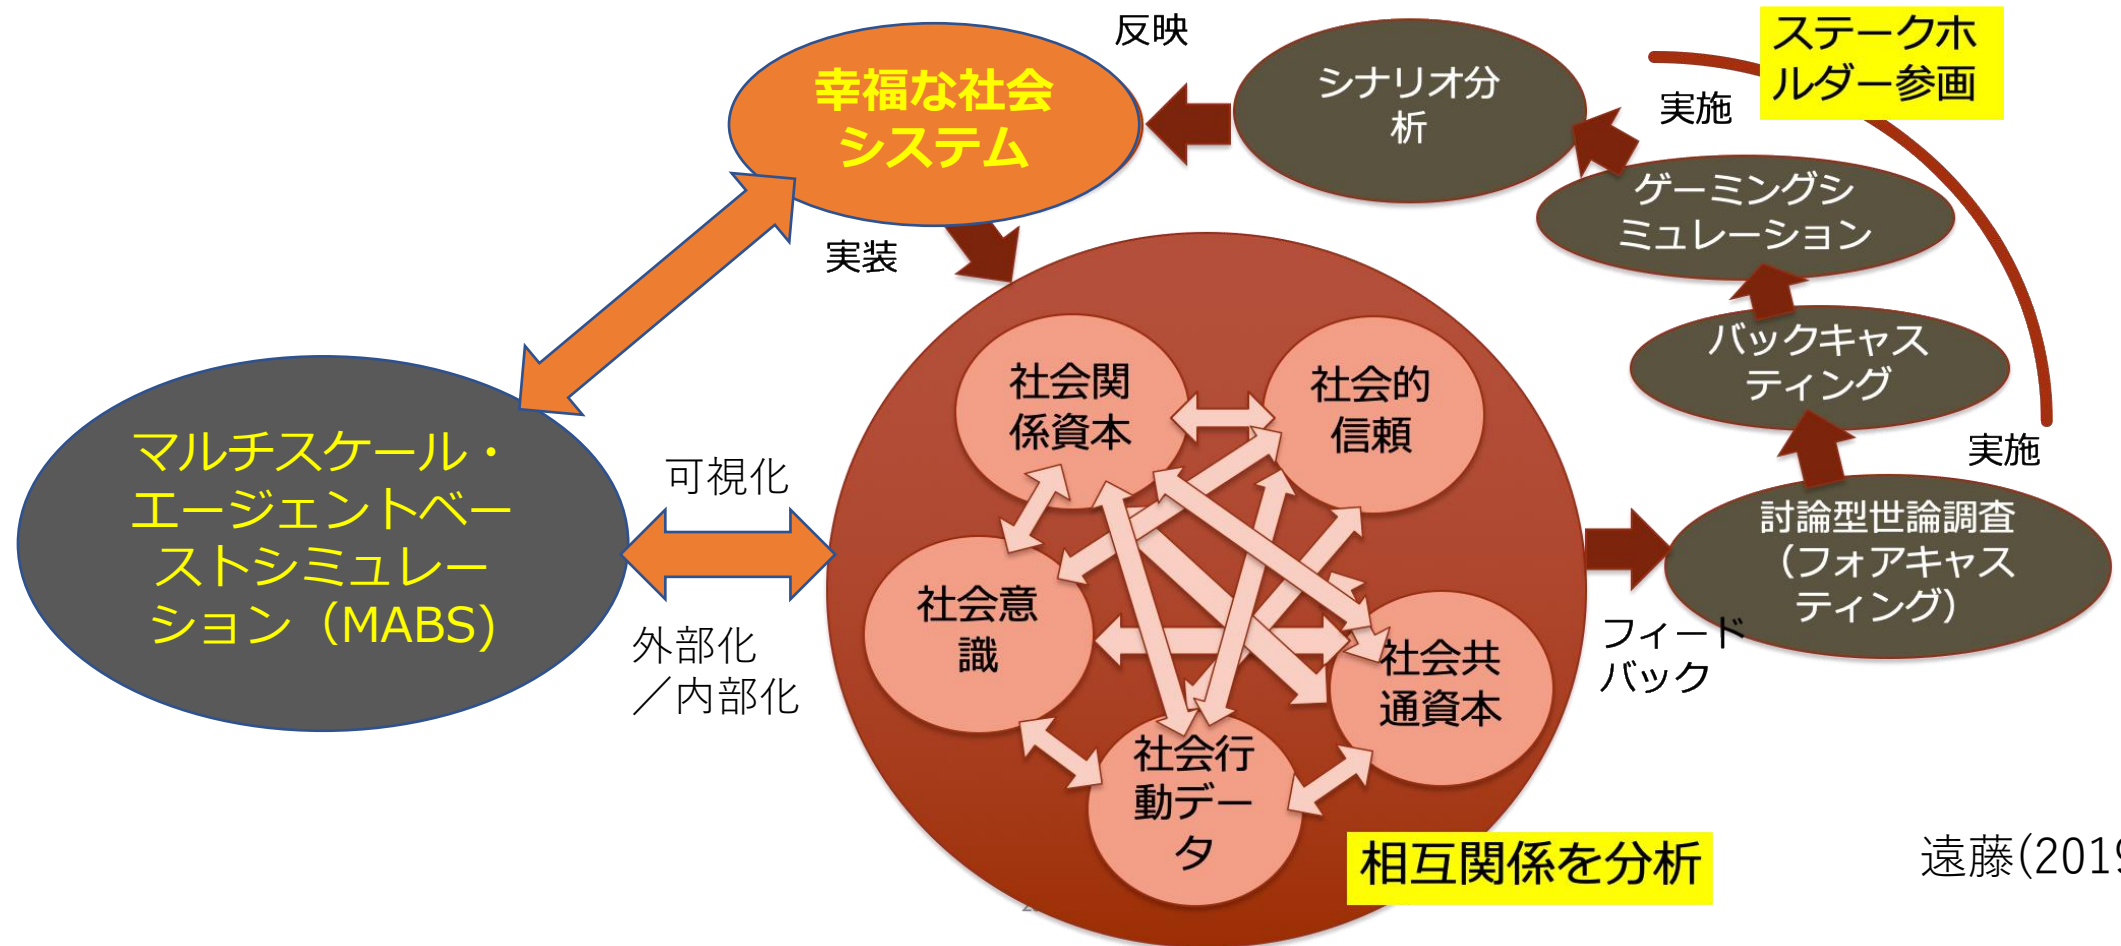 反映
ステークホ
ルダー参画
幸福な社会
システム
シナリオ分
析
実施
ゲーミングシ
ミュレーション
実装
バックキャス
ティング
社会関
係資本
社会的
信頼
マルチスケール・
エージェントベー
ストシミュレー
ション（MABS)
可視化
実施
討論型世論調査
（フォアキャス
ティング）
社会意
識
外部化
／内部化
フィード
バック
社会共
通資本
社会行
動デー
タ
相互関係を分析
遠藤(2019